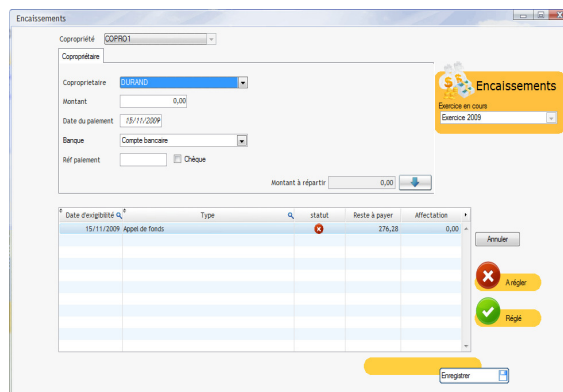 Encaissements
Copropriété COPRO1
Copropriétaire
Coproprietaire DURAND
Montant 0,00
Date du paiement 15/11/2009
Banque Compte bancaire
Réf paiement Chèque
Montant à répartir 0,00
Encaissements
Exercice en cours
Exercice 2009
Date d'exigibilité Type statut Reste à payer Affectation
15/11/2009 Appel de fonds 276,28 0,00
Annuler
A régler
Réglé
Enregistrer